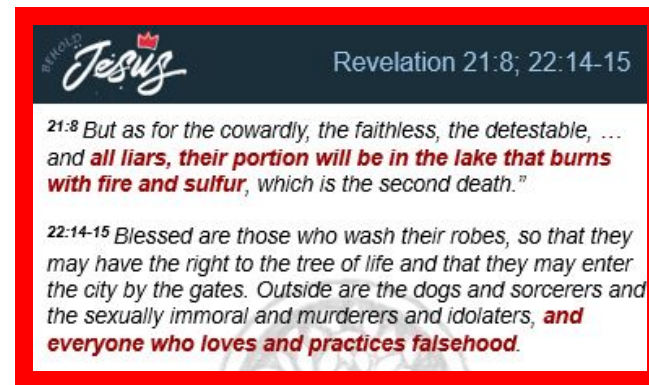 BEHOLD
Jesus
Revelation 21:8; 22:14-15
21:8 But as for the cowardly, the faithless, the detestable, …
and all liars, their portion will be in the lake that burns
with fire and sulfur, which is the second death.”
22:14-15 Blessed are those who wash their robes, so that they
may have the right to the tree of life and that they may enter
the city by the gates. Outside are the dogs and sorcerers and
the sexually immoral and murderers and idolaters, and
everyone who loves and practices falsehood.